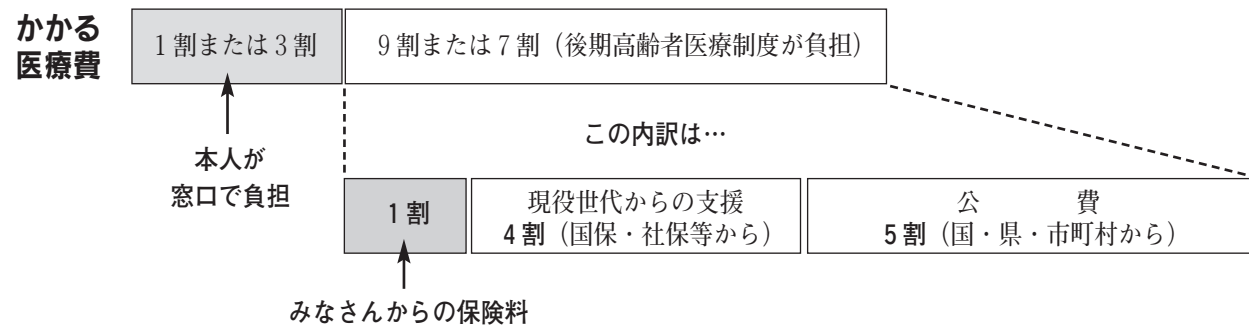 かかる
医療費
1割または3割
9割または7割（後期高齢者医療制度が負担）
この内訳は…
本人が
窓口で負担
1割
現役世代からの支援
4割（国保・社保等から）
公　　費
5割（国・県・市町村から）
みなさんからの保険料